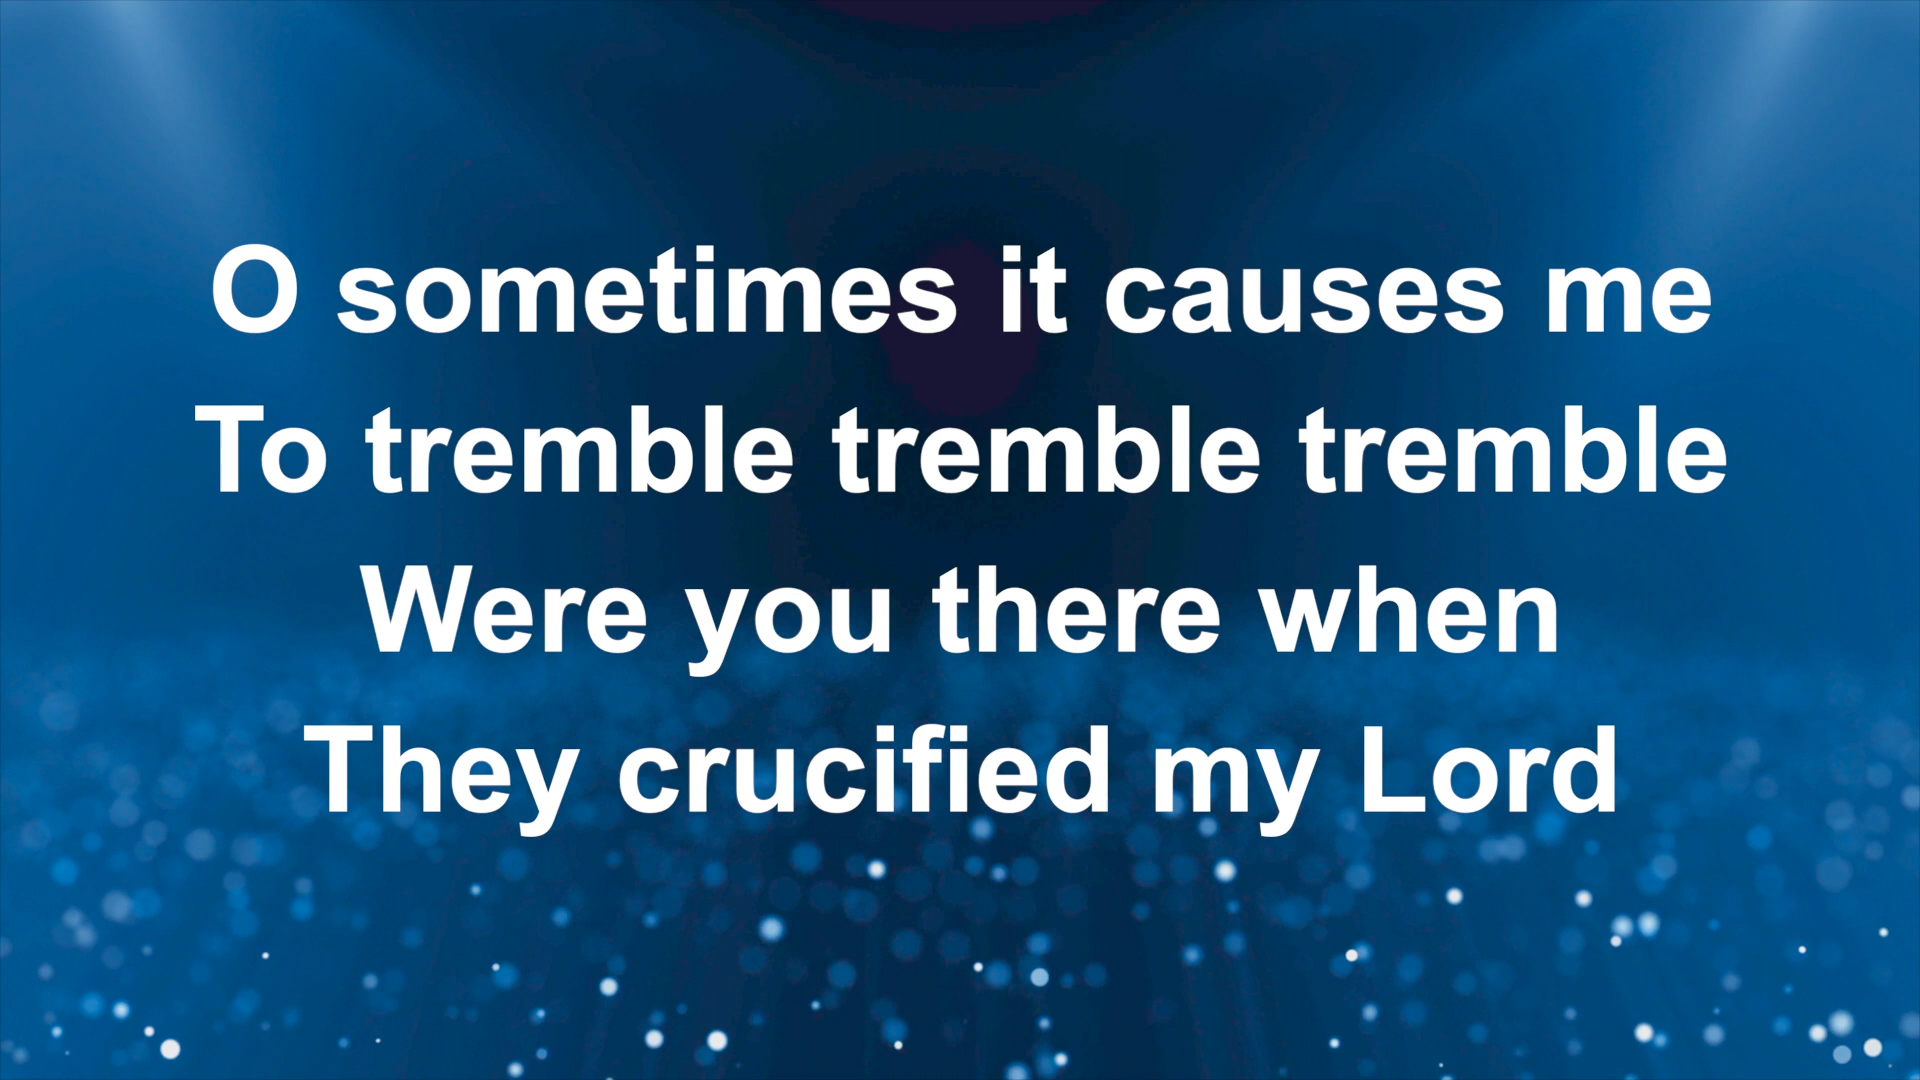 O sometimes it causes me
To tremble tremble tremble
Were you there when
They crucified my Lord